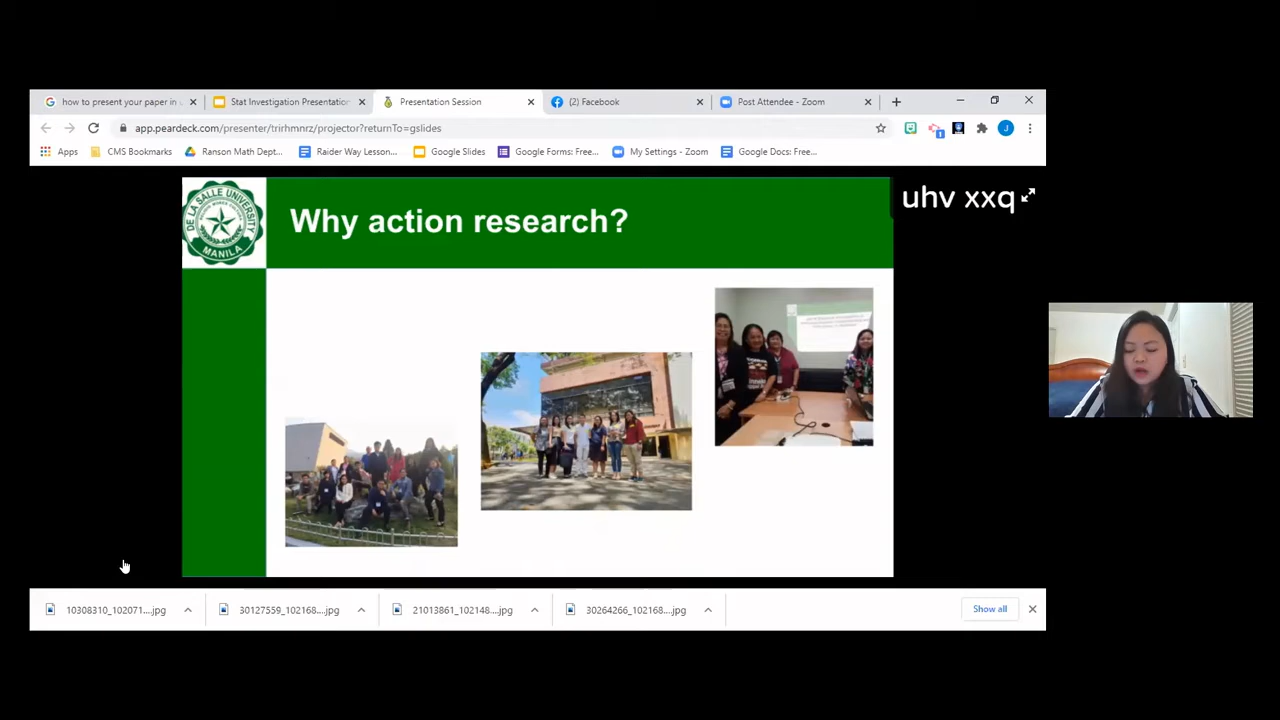 how to present your paper in
Stat Investigation Presentation
Presentation Session
(2) Facebook
Post Attendee - Zoom
app.peardeck.com/presenter/trirhmnrz/projector?returnTo=gslides
Apps
CMS Bookmarks
Ranson Math Dept...
Raider Way Lesson...
Google Slides
Google Forms: Free...
My Settings - Zoom
Google Docs: Free...
DE LA SALLE UNIVERSITY
MANILA
Why action research?
uhv xxq
10308310_102071....jpg
30127559_102168....jpg
21013861_102148....jpg
30264266_102168....jpg
Show all